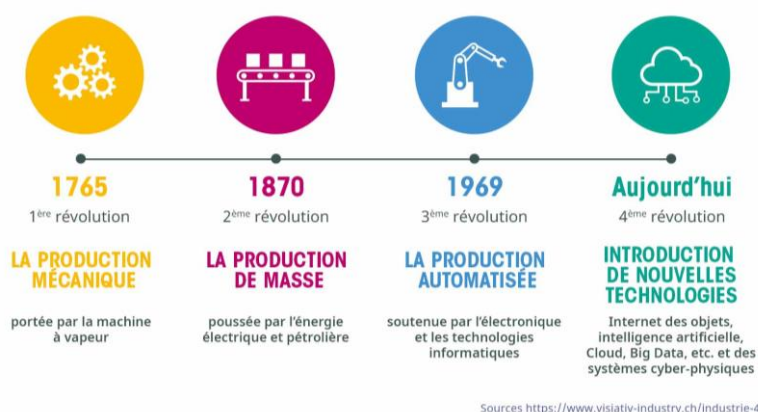 1765
1ère révolution
LA PRODUCTION
MÉCANIQUE
portée par la machine
à vapeur
1870
2ème révolution
LA PRODUCTION
DE MASSE
poussée par l'énergie
électrique et pétrolière
1969
3ème révolution
LA PRODUCTION
AUTOMATISÉE
soutenue par l'électronique
et les technologies
informatiques
Aujourd'hui
4ème révolution
INTRODUCTION
DE NOUVELLES
TECHNOLOGIES
Internet des objets,
intelligence artificielle,
Cloud, Big Data, etc. et des
systèmes cyber-physiques
Sources https://www.visiativ-industry.ch/industrie-4